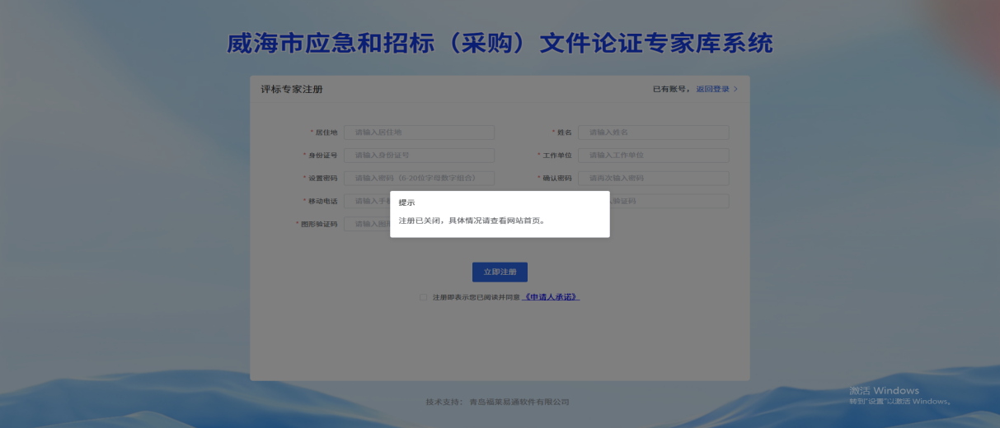 威海市应急和招标（采购）文件论证专家库系统
评标专家注册
已有账号，返回登录 >
* 居住地 请输入居住地
* 姓名 请输入姓名
* 身份证号 请输入身份证号
* 工作单位 请输入工作单位
* 设置密码 请输入密码（6-20位字母数字组合）
* 确认密码 请再次输入密码
* 移动电话 请输入手
验证码
* 图形验证码 请输入图
提示
注册已关闭，具体情况请查看网站首页。
立即注册
注册即表示您已阅读并同意《申请人承诺》
技术支持： 青岛福莱易通软件有限公司
激活 Windows
转到"设置"以激活 Windows。